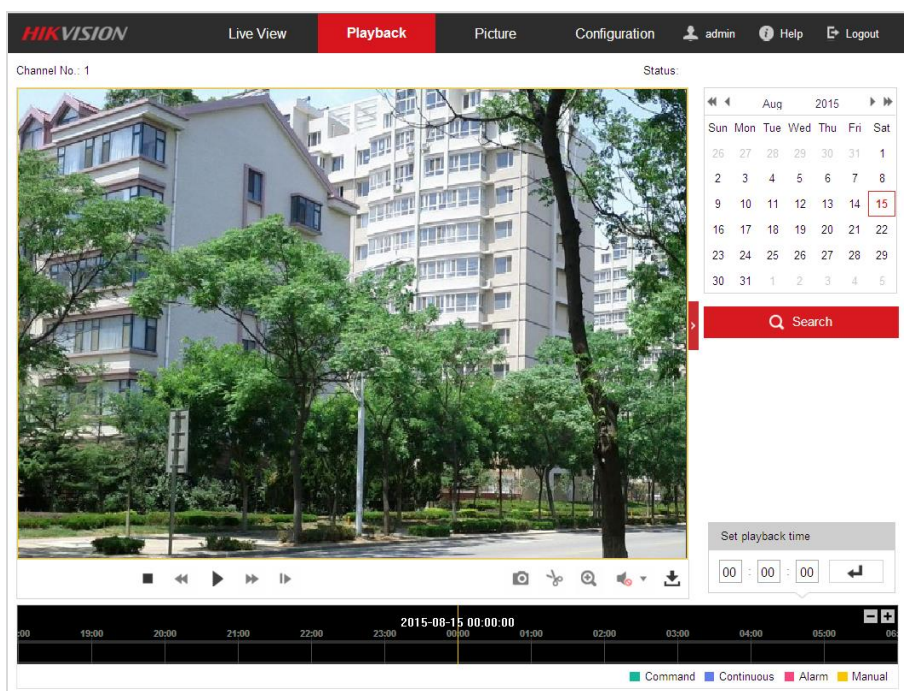 HIKVISION Live View Playback Picture Configuration admin Help Logout
Channel No.: 1 Status:
Aug 2015
Sun Mon Tue Wed Thu Fri Sat
26 27 28 29 30 31 1
2 3 4 5 6 7 8
9 10 11 12 13 14 15
16 17 18 19 20 21 22
23 24 25 26 27 28 29
30 31 1 2 3 4 5
Search
Set playback time
00 : 00 : 00
2015-08-15 00:00:00
:00 19:00 20:00 21:00 22:00 23:00 00:00 01:00 02:00 03:00 04:00 05:00 06:
Command Continuous Alarm Manual